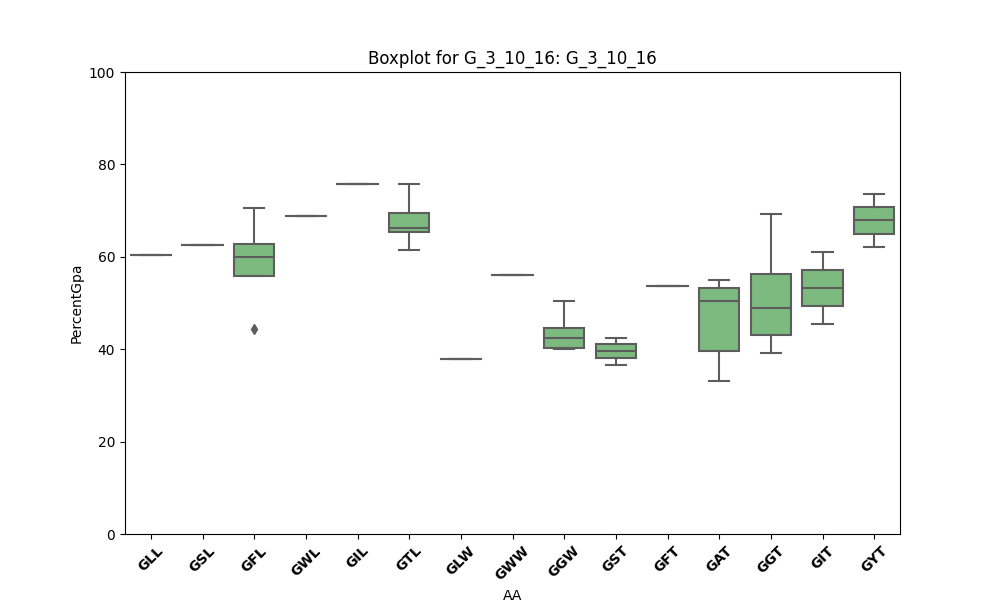 Boxplot for G_3_10_16: G_3_10_16
100
80
60
40
20
0
PercentGpa
GLL
GSL
GFL
GWL
GIL
GTL
GLW
GWW
GGW
GST
GFT
GAT
GGT
GIT
GYT
AA